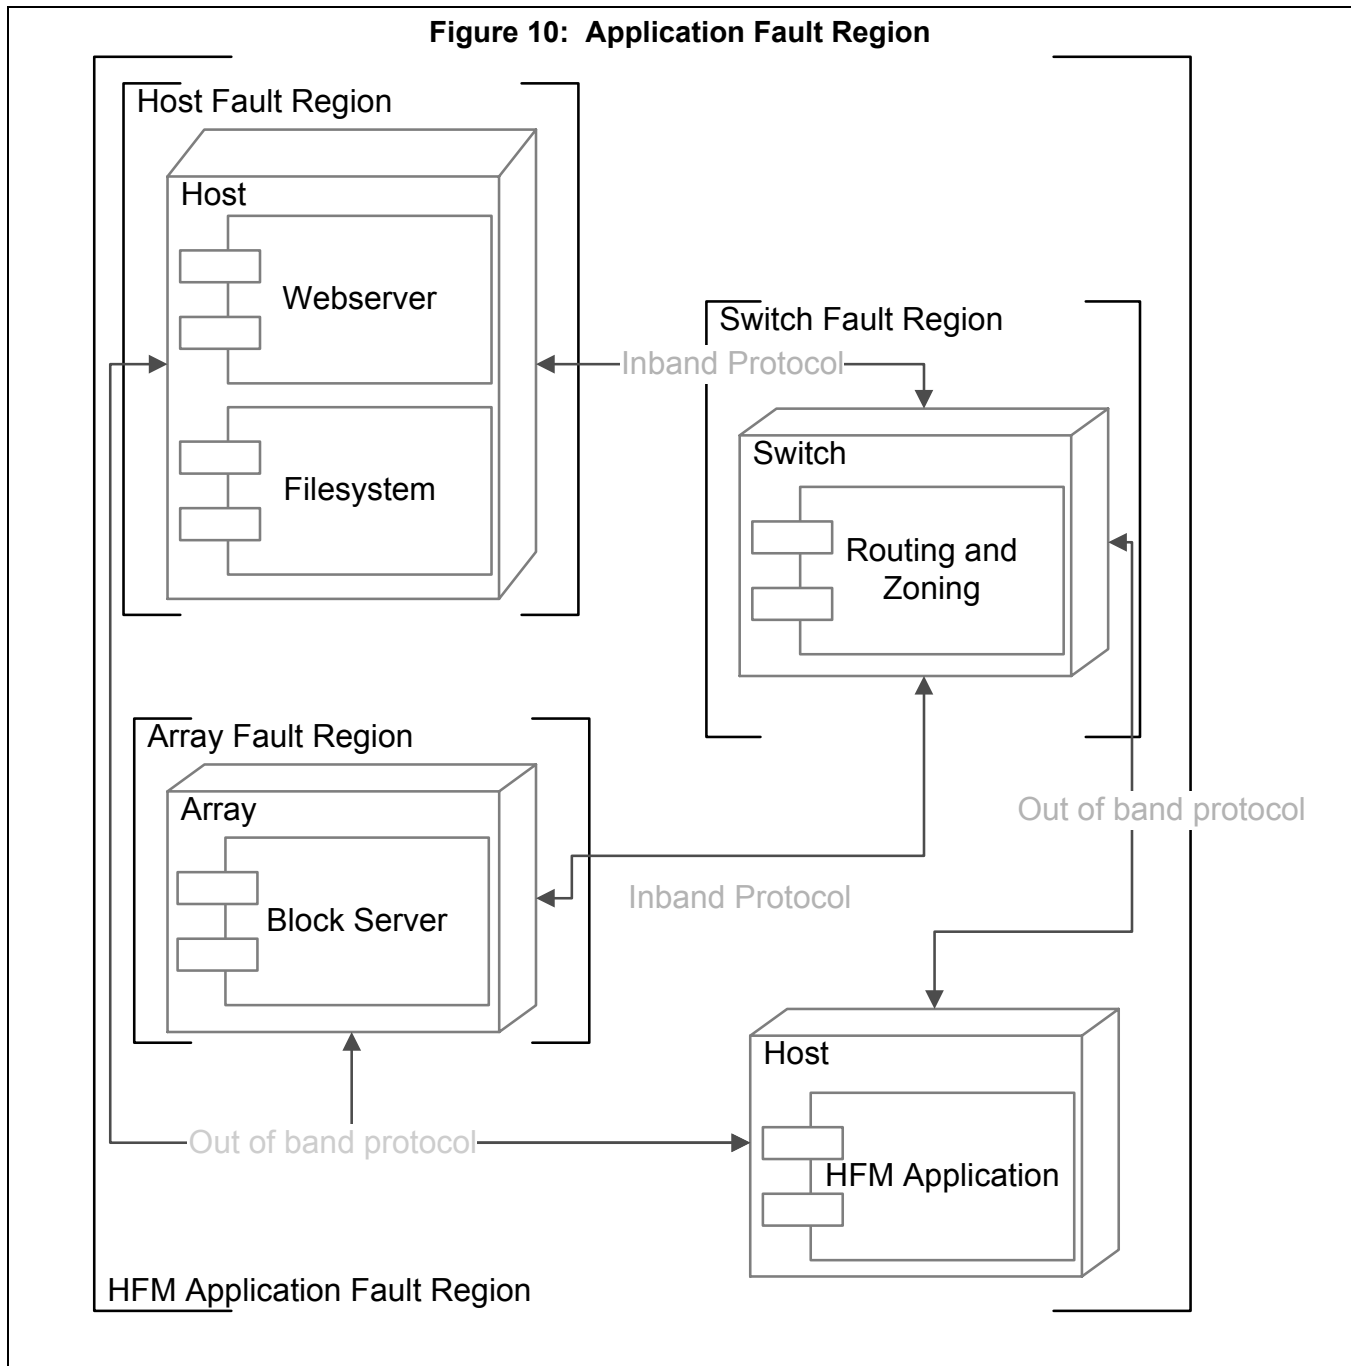 Figure 10: Application Fault Region
Host Fault Region
Host
Webserver
Filesystem
Switch Fault Region
Inband Protocol
Switch
Routing and
Zoning
Array Fault Region
Array
Block Server
Inband Protocol
Out of band protocol
Host
HFM Application
Out of band protocol
HFM Application Fault Region